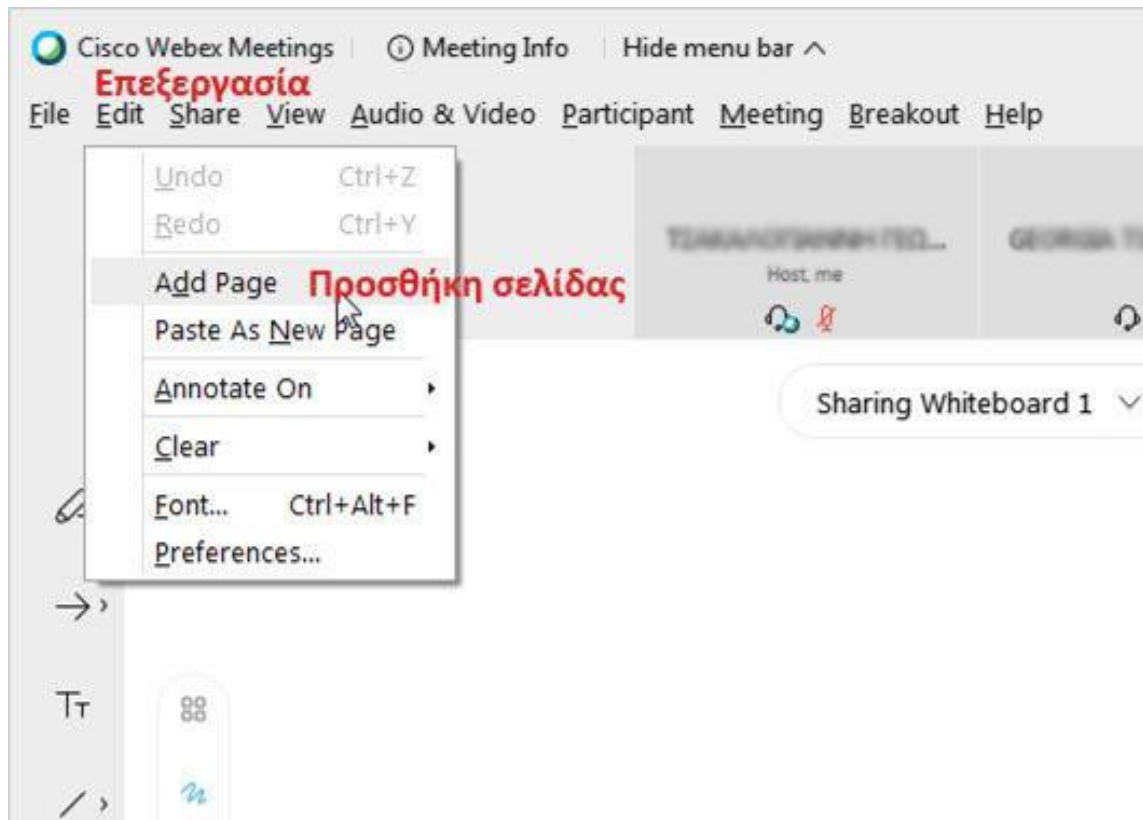 Cisco Webex Meetings Meeting Info Hide menu bar
Επεξεργασία
File Edit Share View Audio & Video Participant Meeting Breakout Help
Undo Ctrl+Z
Redo Ctrl+Y
Add Page Προσθήκη σελίδας
Paste As New Page
Annotate On
Clear
Font... Ctrl+Alt+F
Preferences...
Host, me
Sharing Whiteboard 1
Tт